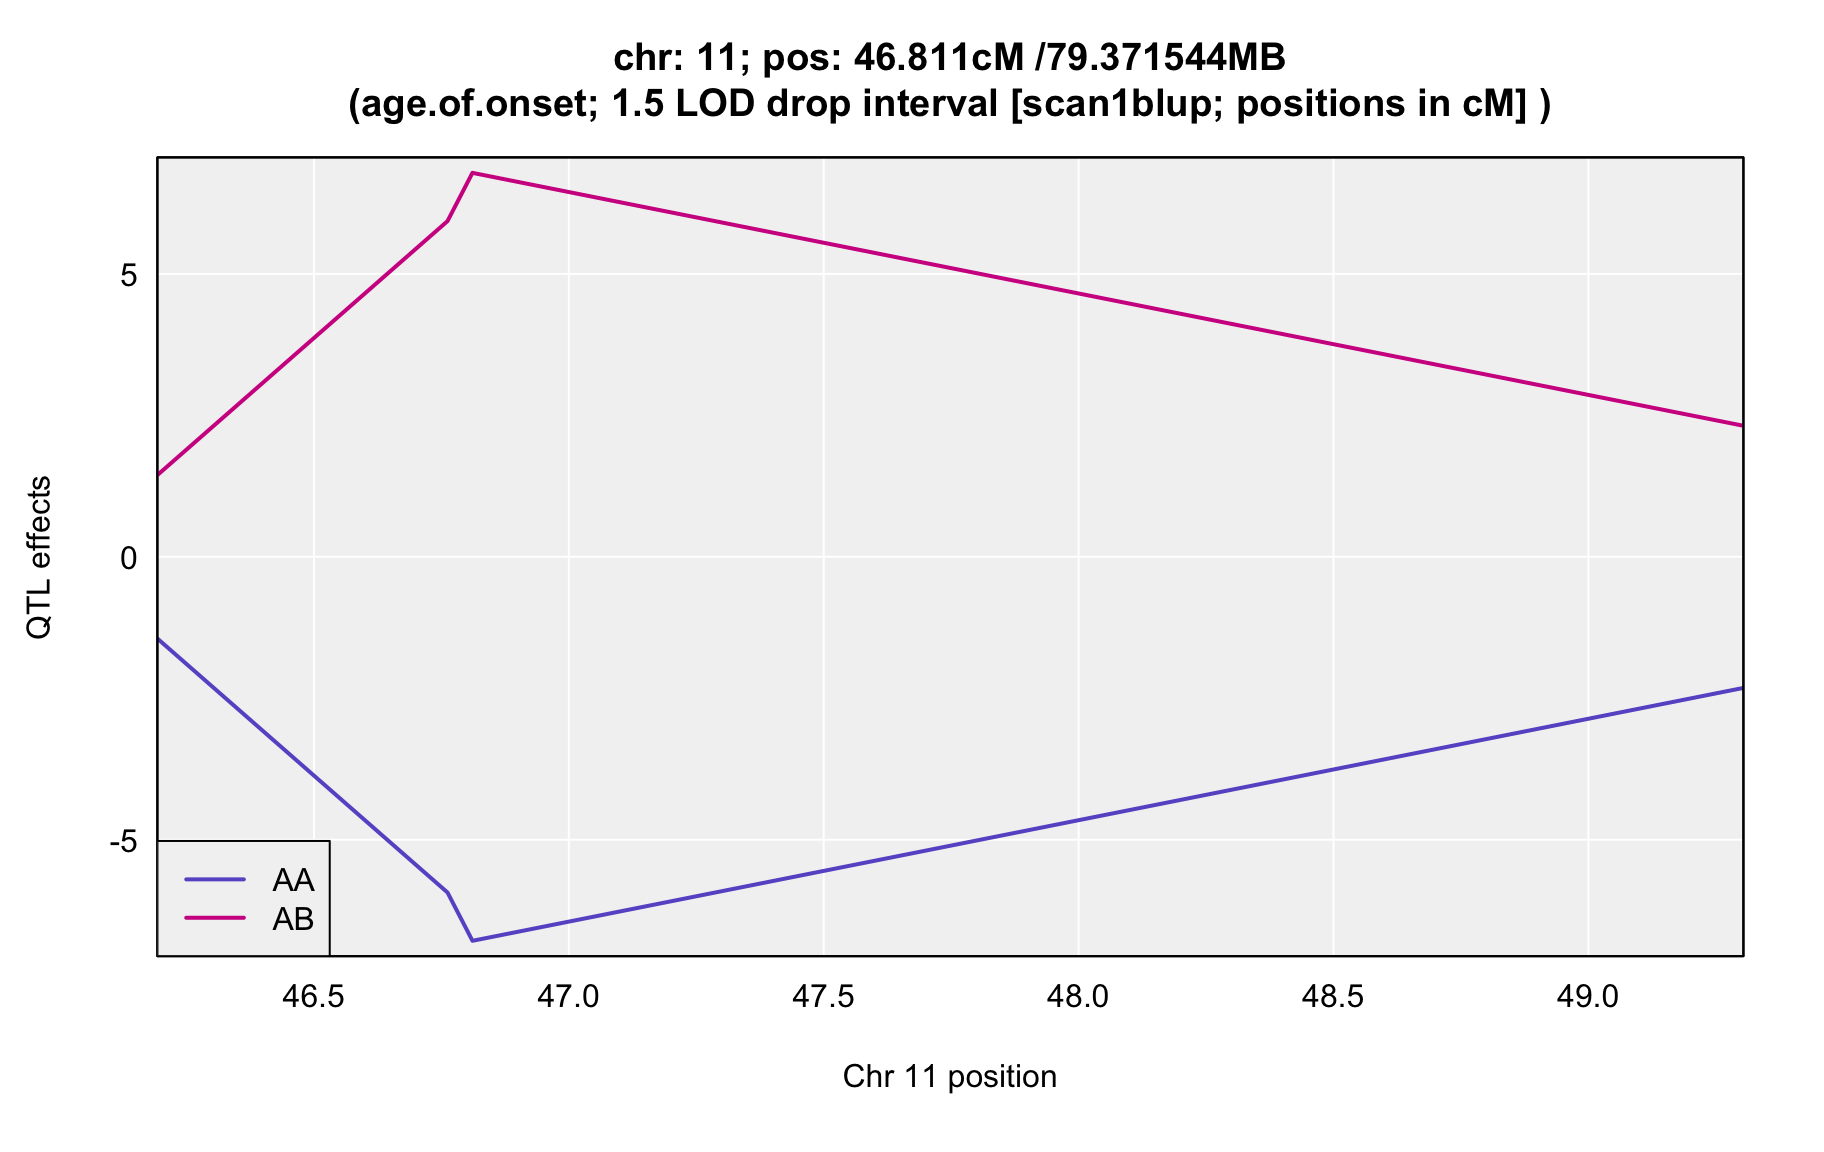 chr: 11; pos: 46.811cM /79.371544MB
(age.of.onset; 1.5 LOD drop interval [scan1blup; positions in cM] )
QTL effects
5
0
-5
AA
AB
46.5 47.0 47.5 48.0 48.5 49.0
Chr 11 position